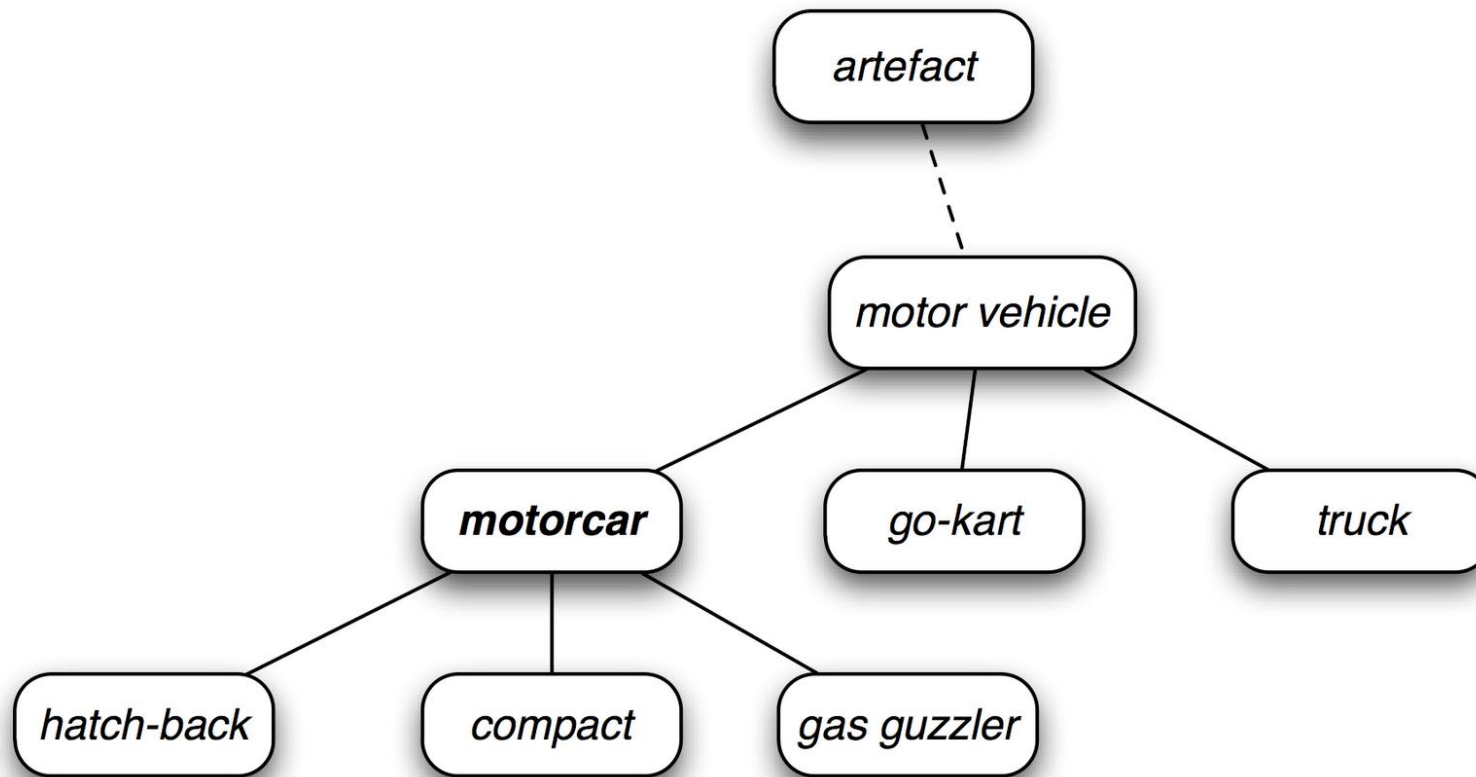 artefact
motor vehicle
motorcar
go-kart
truck
hatch-back
compact
gas guzzler